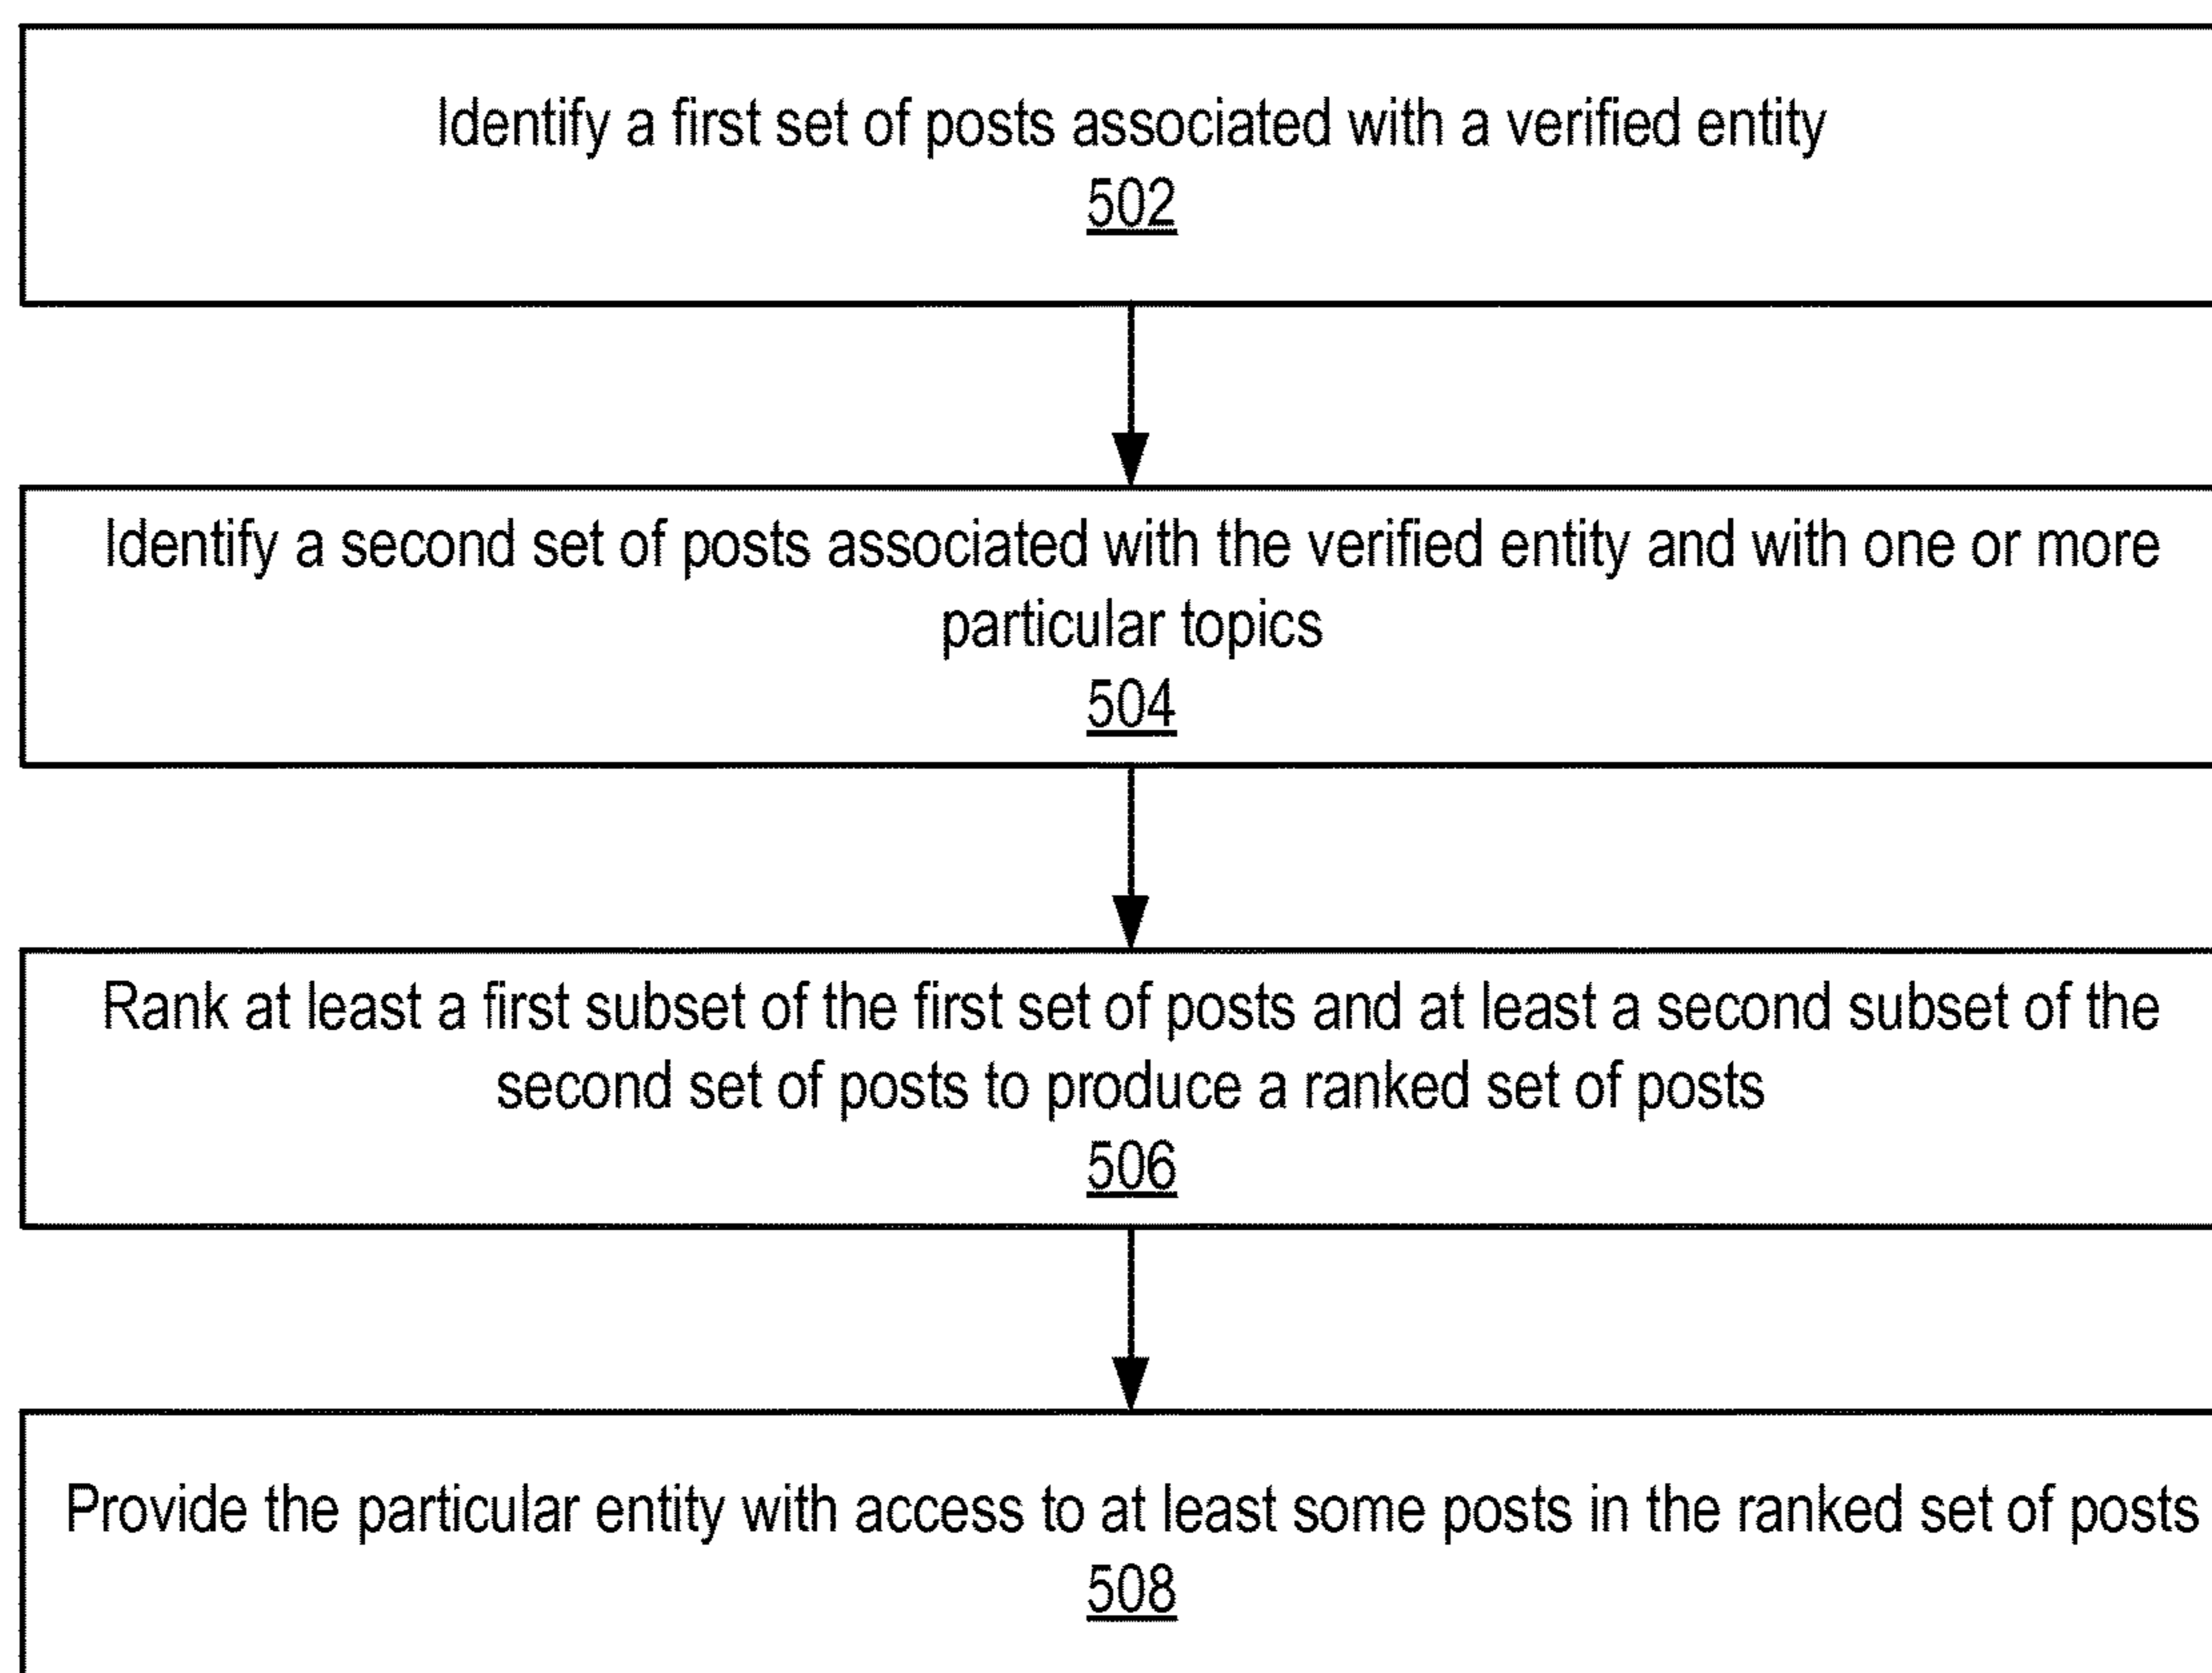 Identify a first set of posts associated with a verified entity
502
Identify a second set of posts associated with the verified entity and with one or more
particular topics
504
Rank at least a first subset of the first set of posts and at least a second subset of the
second set of posts to produce a ranked set of posts
506
Provide the particular entity with access to at least some posts in the ranked set of posts
508